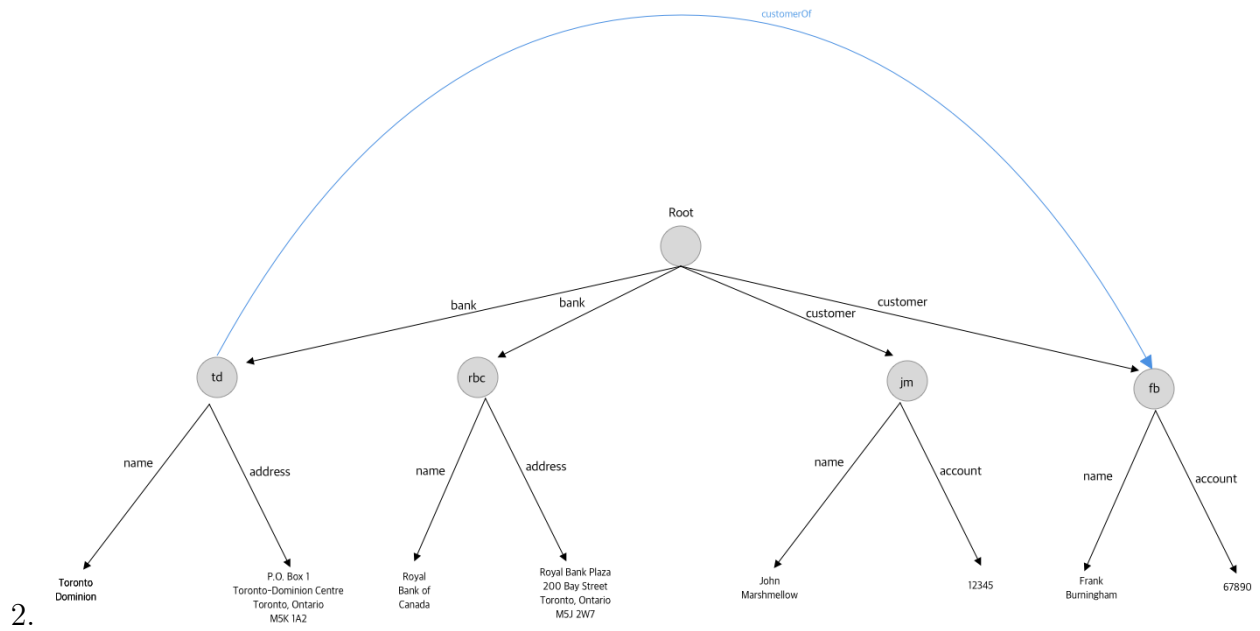 customerOf
Root
bank
bank
customer
customer
td
rbc
jm
fb
name
address
name
address
name
account
name
account
Toronto
Dominion
P.O. Box 1
Toronto-Dominion Centre
Toronto, Ontario
M5K 1A2
Royal
Bank of
Canada
Royal Bank Plaza
200 Bay Street
Toronto, Ontario
M5J 2W7
John
Marshmellow
12345
Frank
Burningham
67890
2.